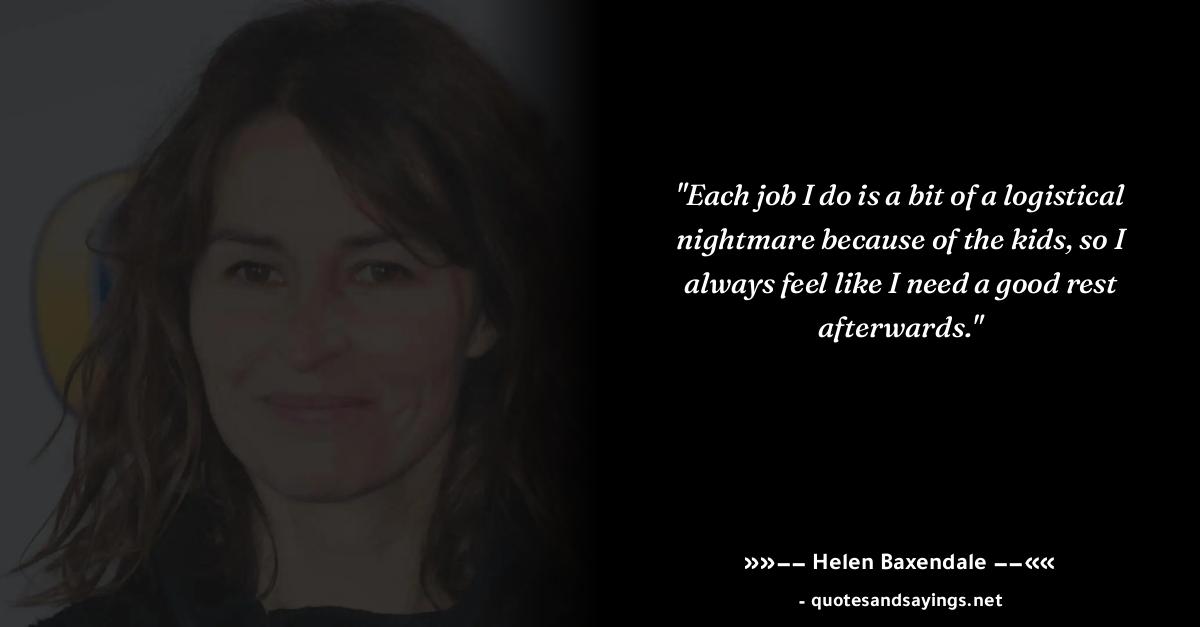 "Each job I do is a bit of a logistical
nightmare because of the kids, so I
always feel like I need a good rest
afterwards."
»»−− Helen Baxendale −−««
- quotesandsayings.net